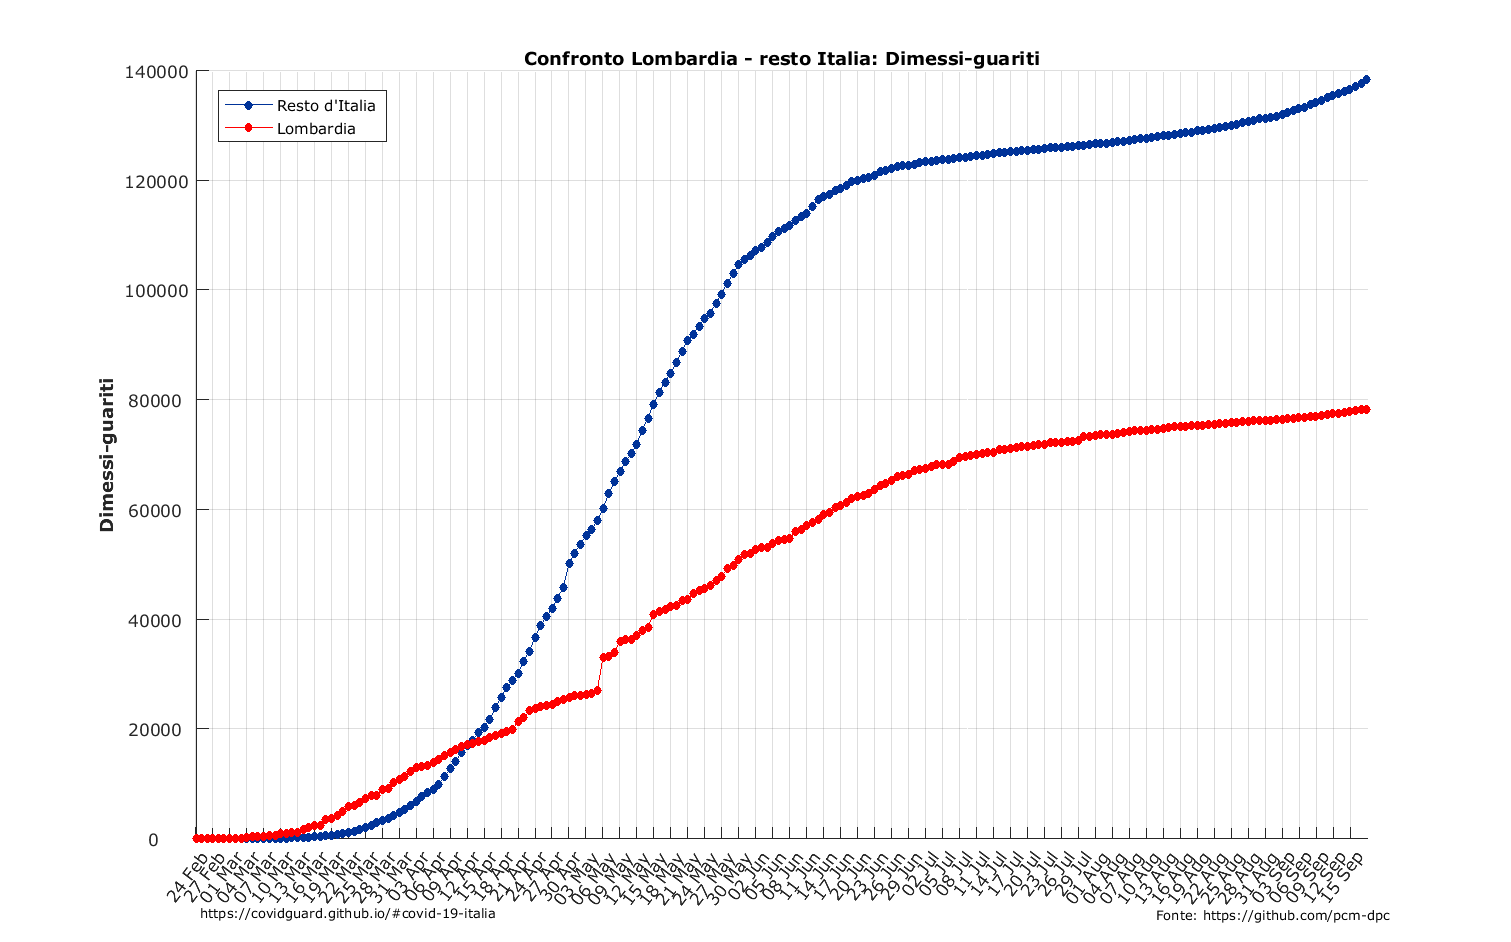 Confronto Lombardia - resto Italia: Dimessi-guariti
140000
120000
100000
80000
60000
40000
20000
0
Dimessi-guariti
Resto d'Italia
Lombardia
24 Feb
27 Feb
01 Mar
04 Mar
07 Mar
10 Mar
13 Mar
16 Mar
19 Mar
22 Mar
25 Mar
28 Mar
31 Mar
03 Apr
06 Apr
09 Apr
12 Apr
15 Apr
18 Apr
21 Apr
24 Apr
27 Apr
30 Apr
03 May
06 May
09 May
12 May
15 May
18 May
21 May
24 May
27 May
30 May
02 Jun
05 Jun
08 Jun
11 Jun
14 Jun
17 Jun
20 Jun
23 Jun
26 Jun
29 Jun
02 Jul
05 Jul
08 Jul
11 Jul
14 Jul
17 Jul
20 Jul
23 Jul
26 Jul
29 Jul
01 Aug
04 Aug
07 Aug
10 Aug
13 Aug
16 Aug
19 Aug
22 Aug
25 Aug
28 Aug
31 Aug
03 Sep
06 Sep
09 Sep
12 Sep
15 Sep
https://covidguard.github.io/#covid-19-italia
Fonte: https://github.com/pcm-dpc